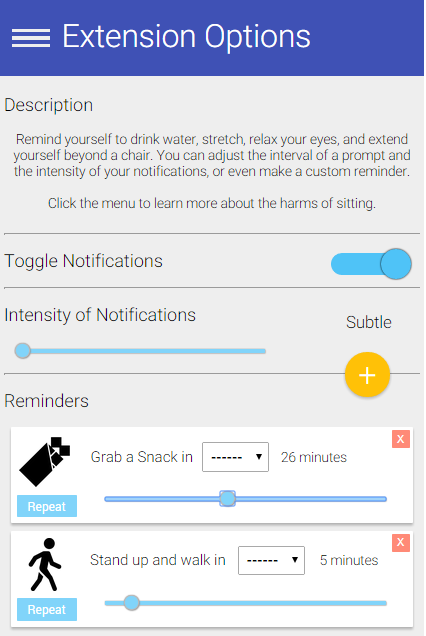 Extension Options
Description
Remind yourself to drink water, stretch, relax your eyes, and extend
yourself beyond a chair. You can adjust the interval of a prompt and
the intensity of your notifications, or even make a custom reminder.
Click the menu to learn more about the harms of sitting.
Toggle Notifications
Intensity of Notifications
Subtle
+
Reminders
X
Grab a Snack in ------ 26 minutes
Repeat
X
Stand up and walk in ------ 5 minutes
Repeat